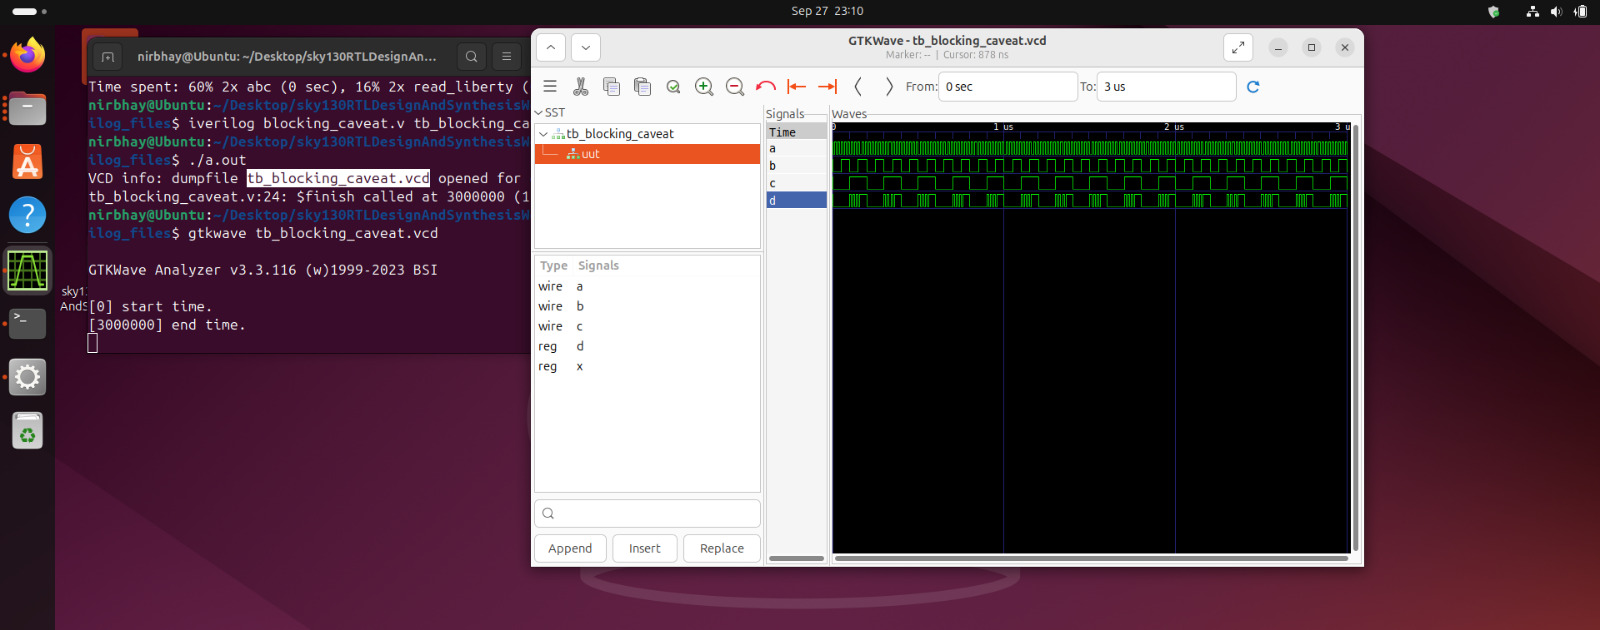 Sep 27 23:10
nirbhay@Ubuntu: ~/Desktop/sky130RTLDesignAn...
Time spent: 60% 2x abc (0 sec), 16% 2x read_liberty (
nirbhay@Ubuntu:~/Desktop/sky130RTLDesignAndSynthesisW
ilog_files$ iverilog blocking_caveat.v tb_blocking_ca
nirbhay@Ubuntu:~/Desktop/sky130RTLDesignAndSynthesisW
ilog_files$ ./a.out
VCD info: dumpfile tb_blocking_caveat.vcd opened for
tb_blocking_caveat.v:24: $finish called at 3000000 (1
nirbhay@Ubuntu:~/Desktop/sky130RTLDesignAndSynthesisW
ilog_files$ gtkwave tb_blocking_caveat.vcd
GTKWave Analyzer v3.3.116 (w)1999-2023 BSI
[0] start time.
[3000000] end time.
sky13
AndS
GTKWave - tb_blocking_caveat.vcd
Marker: -- | Cursor: 878 ns
From: 0 sec To: 3 us
SST
tb_blocking_caveat
uut
Type Signals
wire a
wire b
wire c
reg d
reg x
Append Insert Replace
Signals
Time
a
b
c
d
Waves
0 1 us 2 us 3 u